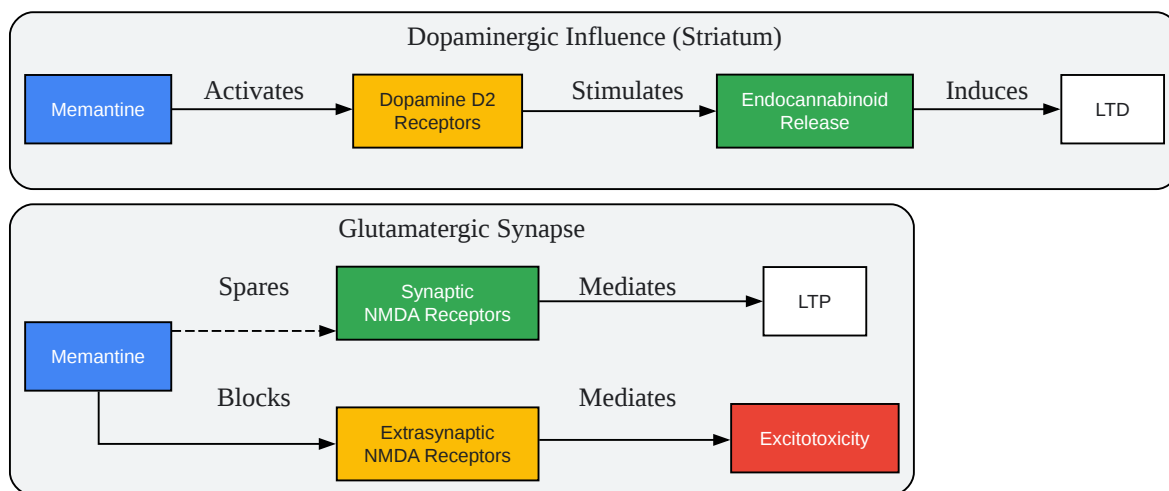 Dopaminergic Influence (Striatum)
Memantine
Activates
Dopamine D2
Receptors
Stimulates
Endocannabinoid
Release
Induces
LTD
Glutamatergic Synapse
Memantine
Spares
Synaptic
NMDA Receptors
Mediates
LTP
Blocks
Extrasynaptic
NMDA Receptors
Mediates
Excitotoxicity